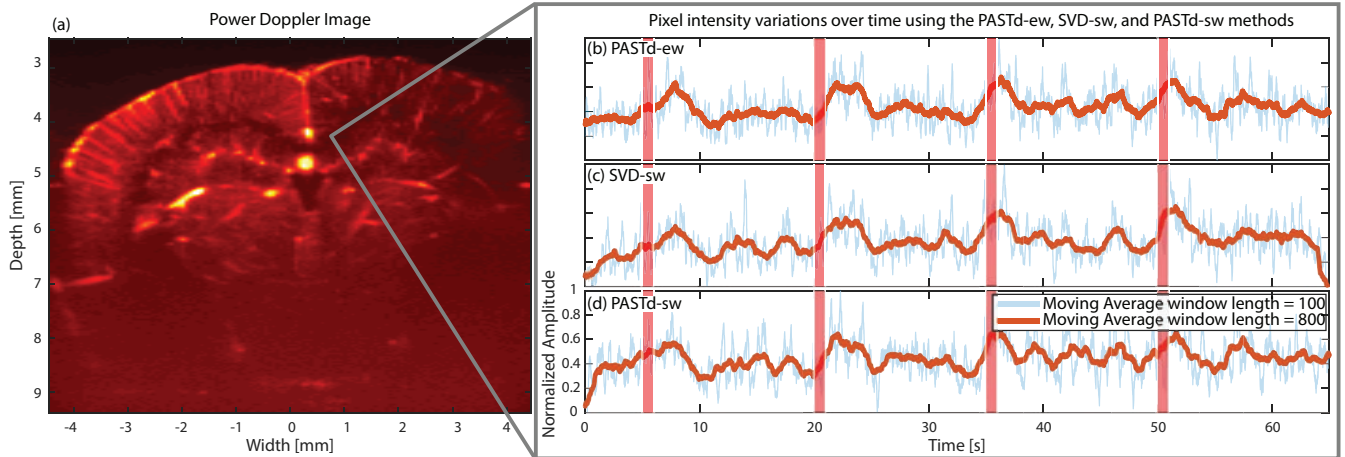 (a)
Power Doppler Image
Depth [mm]
3
4
5
6
7
8
9
-4
-3
-2
-1
0
1
2
3
4
Width [mm]
Pixel intensity variations over time using the PASTd-ew, SVD-sw, and PASTd-sw methods
(b) PASTd-ew
(c) SVD-sw
(d) PASTd-sw
Moving Average window length = 100
Moving Average window length = 800
Normalized Amplitude
1
0.8
0.6
0.4
0.2
0
0
10
20
30
40
50
60
Time [s]